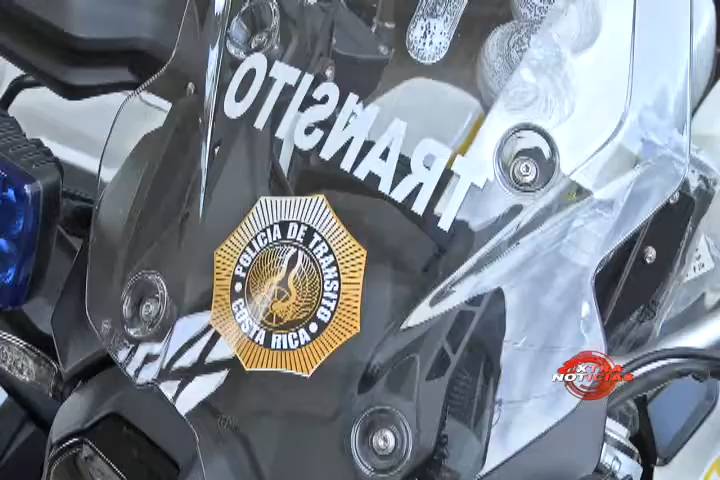 TRANSITO
POLICIA DE TRANSITO
COSTA RICA
EXTRA
NOTICIAS